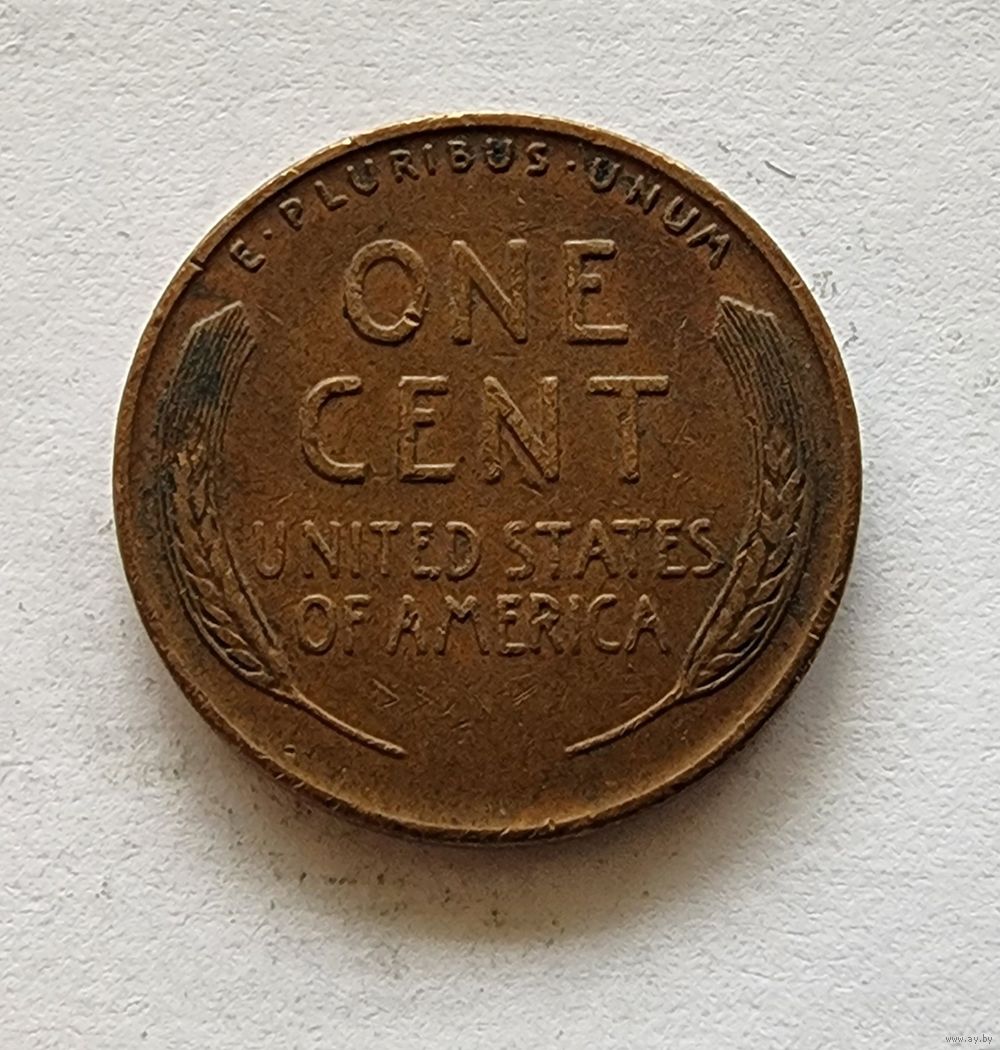 E · PLURIBUS · UNUM
ONE
CENT
UNITED STATES
OF AMERICA
www.ay.by